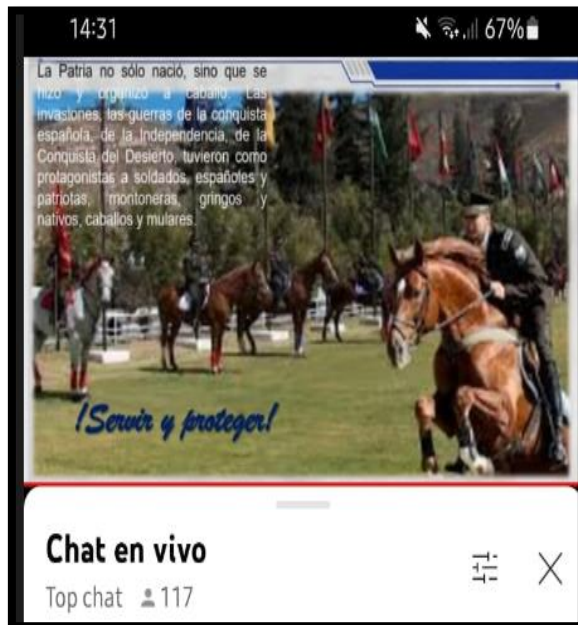 14:31
67%
La Patria no sólo nació, sino que se
hizo y organizó a caballo. Las
invasiones, las guerras de la conquista
española, de la Independencia, de la
Conquista del Desierto, tuvieron como
protagonistas a soldados, españoles y
patriotas, montoneras, gringos y
nativos, caballos y mulares.
!Servir y proteger!
Chat en vivo
Top chat 117